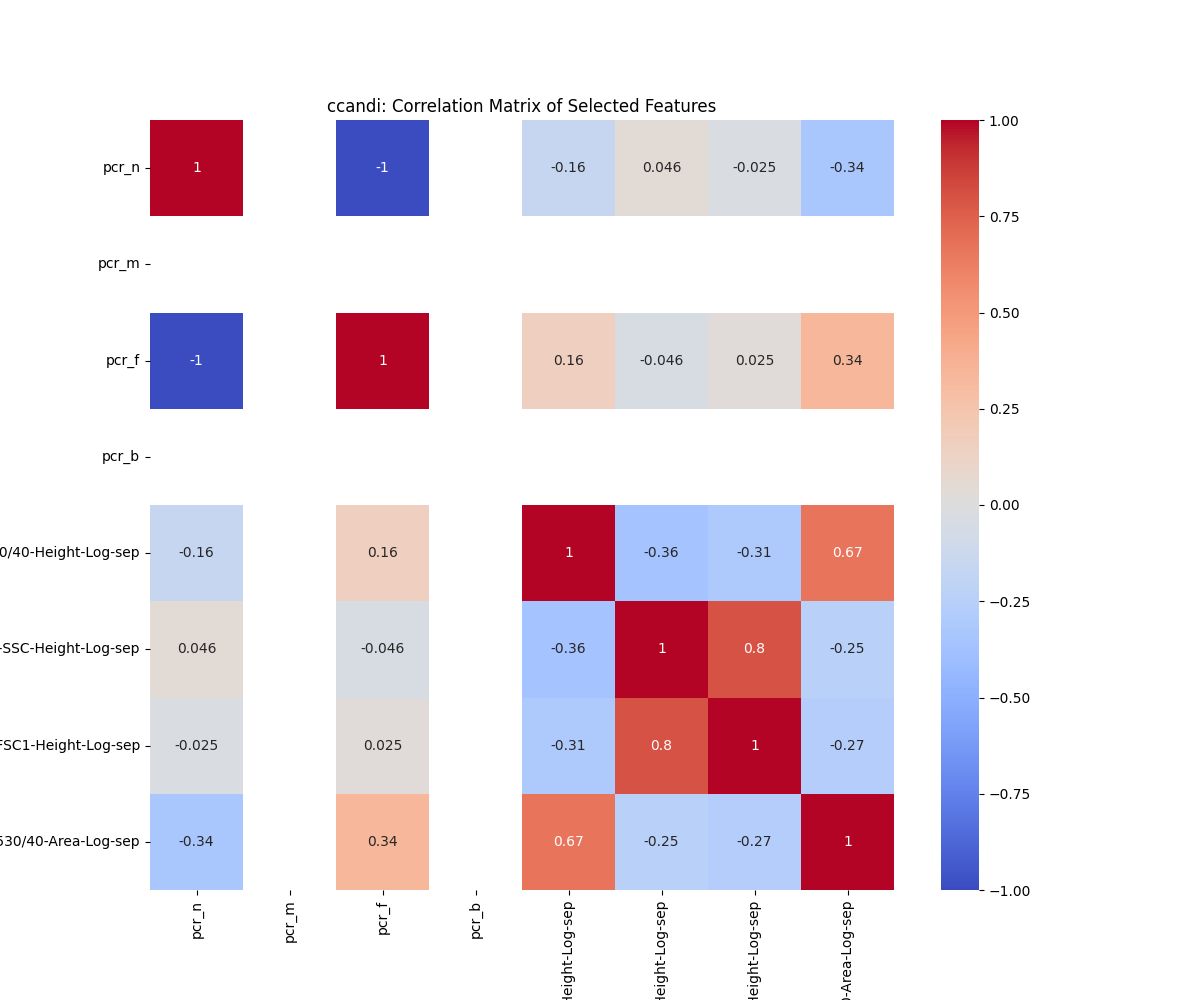 ccandi: Correlation Matrix of Selected Features
pcr_n 1 -1 -0.16 0.046 -0.025 -0.34
pcr_m
pcr_f -1 1 0.16 -0.046 0.025 0.34
pcr_b
0/40-Height-Log-sep -0.16 0.16 1 -0.36 -0.31 0.67
-SSC-Height-Log-sep 0.046 -0.046 -0.36 1 0.8 -0.25
FSC1-Height-Log-sep -0.025 0.025 -0.31 0.8 1 -0.27
530/40-Area-Log-sep -0.34 0.34 0.67 -0.25 -0.27 1
pcr_n
pcr_m
pcr_f
pcr_b
Height-Log-sep
Height-Log-sep
Height-Log-sep
-Area-Log-sep
1.00
0.75
0.50
0.25
0.00
−0.25
−0.50
−0.75
−1.00